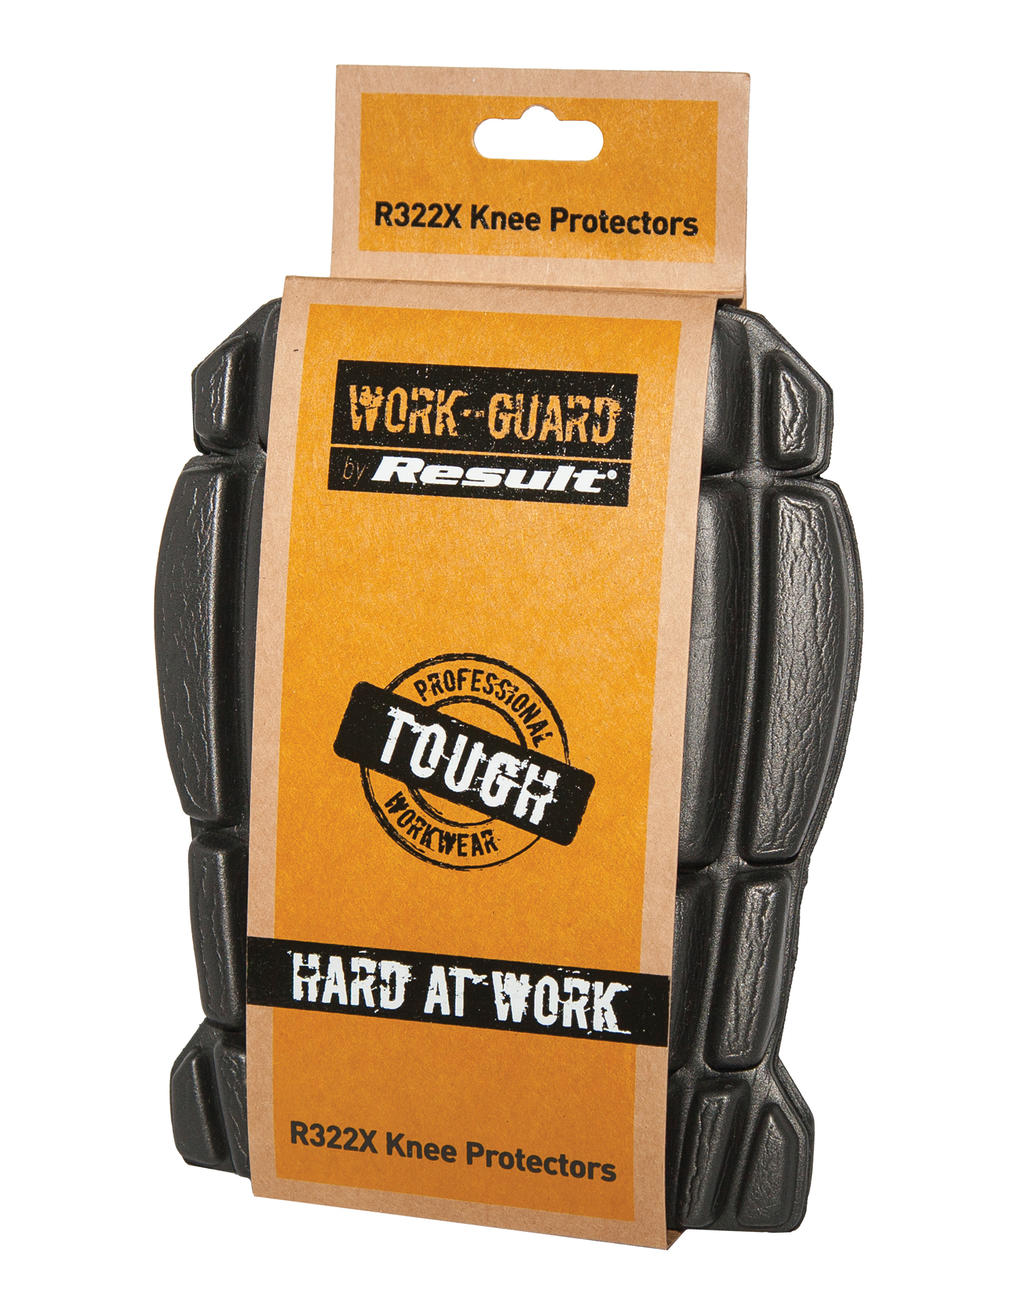 R322X Knee Protectors
WORK-GUARD
by Result®
PROFESSIONAL
TOUGH
WORKWEAR
HARD AT WORK
R322X Knee Protectors